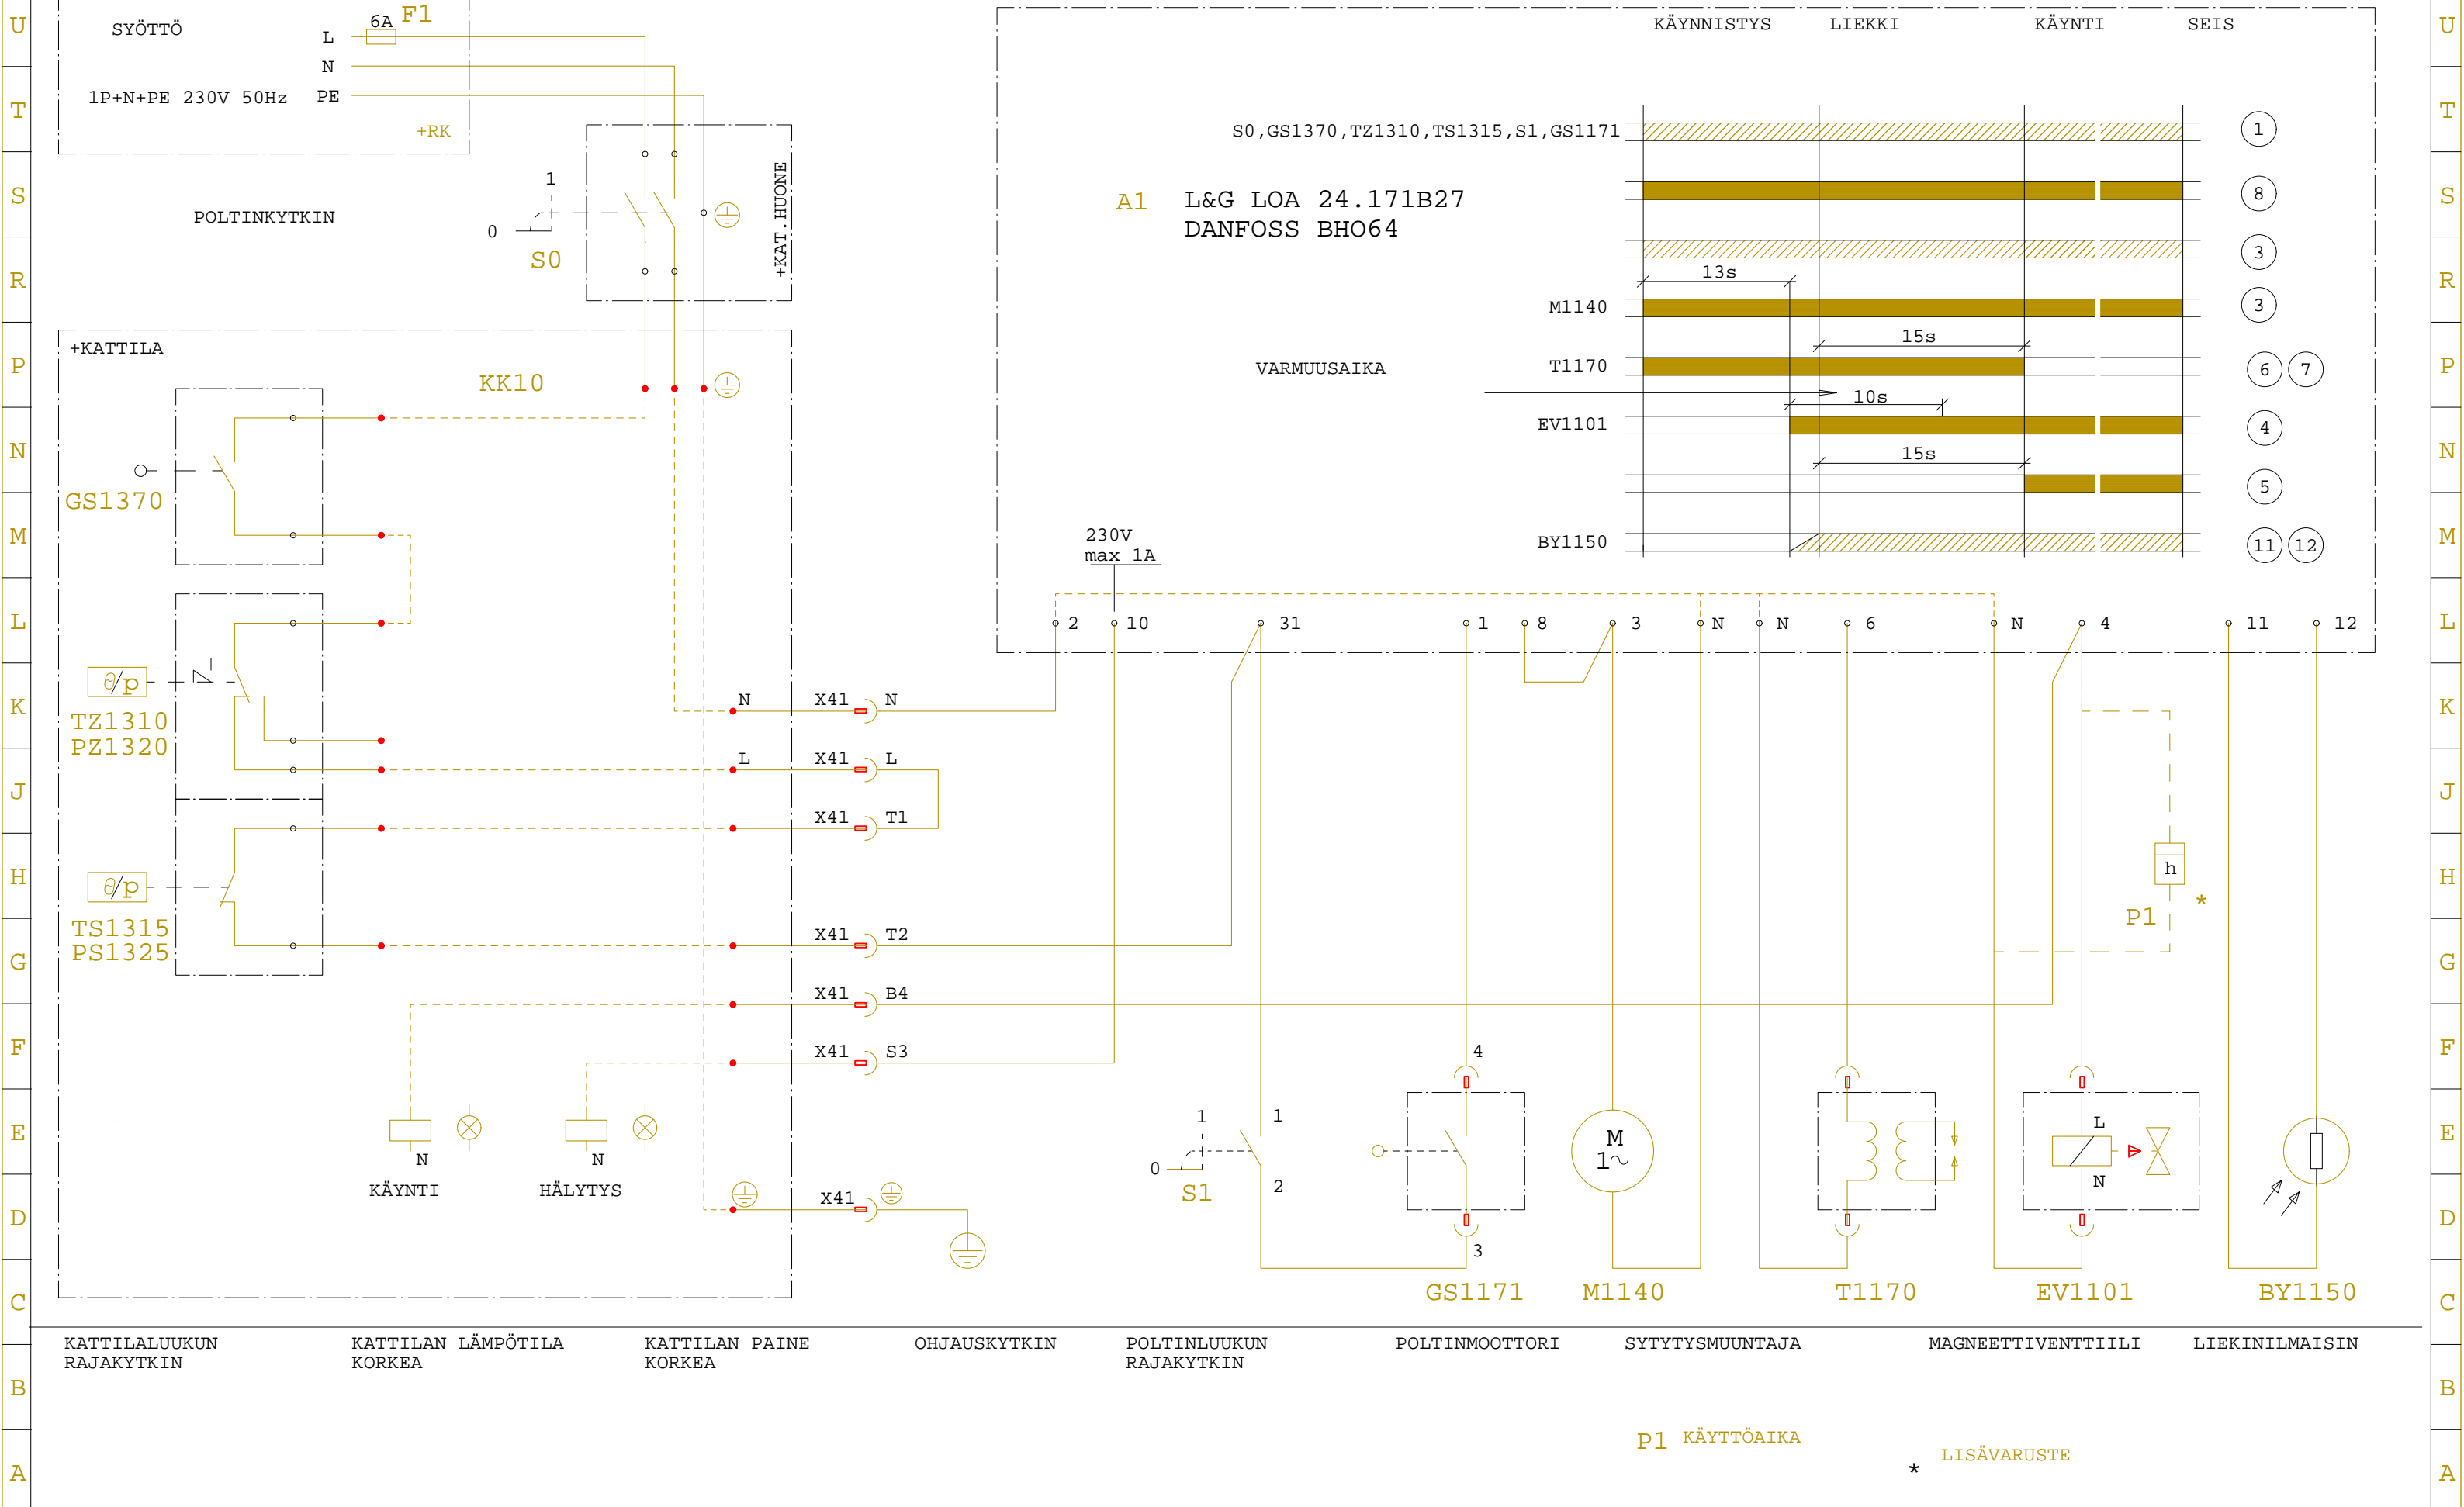 U
T
S
R
P
N
M
L
K
J
H
G
F
E
D
C
B
A
SYÖTTÖ
6A F1
L
N
1P+N+PE 230V 50Hz PE
+RK
POLTINKYTKIN
1
0
S0
+KAT.HUONE
+KATTILA
KK10
GS1370
θ/p
TZ1310
PZ1320
θ/p
TS1315
PS1325
N X41 N
L X41 L
X41 T1
X41 T2
X41 B4
X41 S3
X41
N
KÄYNTI
N
HÄLYTYS
KÄYNNISTYS LIEKKI KÄYNTI SEIS
S0,GS1370,TZ1310,TS1315,S1,GS1171 1
A1 L&G LOA 24.171B27
DANFOSS BHO64
8
3
13s
M1140 3
15s
VARMUUSAIKA T1170 6 7
10s
EV1101 4
15s
5
BY1150 11 12
230V
max 1A
2 10 31 1 8 3 N N 6 N 4 11 12
h
P1 *
1
0
S1
1
2
4
3
GS1171
M
1~
M1140
T1170
L
N
EV1101
BY1150
KATTILALUUKUN
RAJAKYTKIN
KATTILAN LÄMPÖTILA
KORKEA
KATTILAN PAINE
KORKEA
OHJAUSKYTKIN
POLTINLUUKUN
RAJAKYTKIN
POLTINMOOTTORI
SYTYTYSMUUNTAJA
MAGNEETTIVENTTIILI
LIEKINILMAISIN
P1 KÄYTTÖAIKA
* LISÄVARUSTE
U
T
S
R
P
N
M
L
K
J
H
G
F
E
D
C
B
A